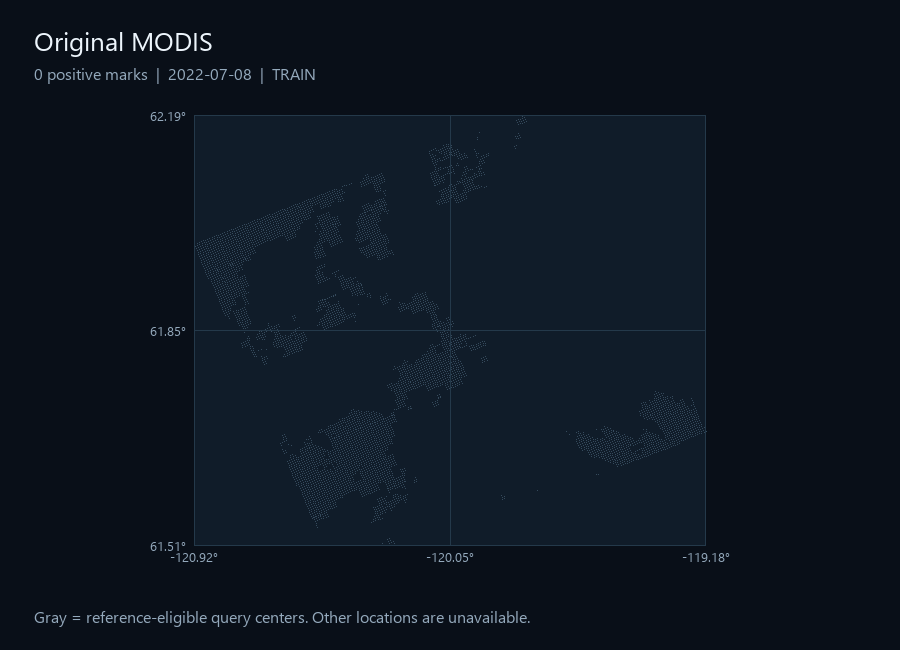 Original MODIS
0 positive marks | 2022-07-08 | TRAIN
62.19°
61.85°
61.51°
-120.92°
-120.05°
-119.18°
Gray = reference-eligible query centers. Other locations are unavailable.